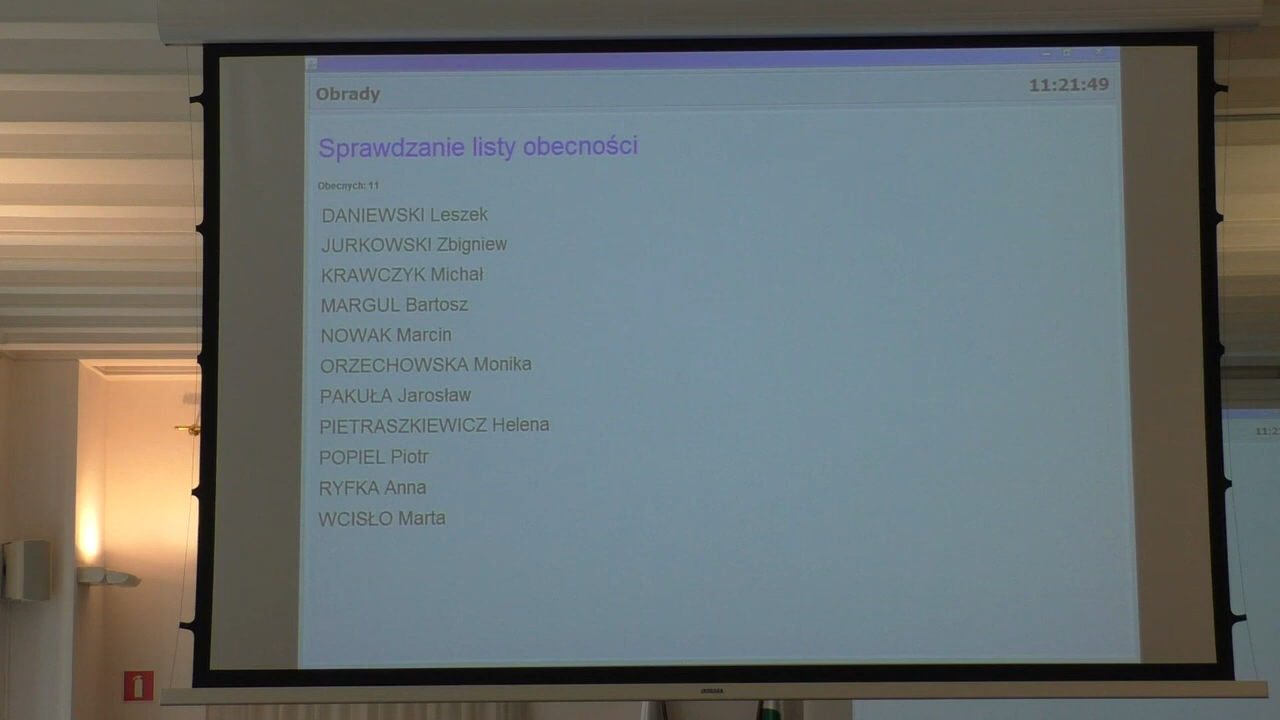 Obrady
11:21:49
Sprawdzanie listy obecności
Obecnych: 11
DANIEWSKI Leszek
JURKOWSKI Zbigniew
KRAWCZYK Michał
MARGUL Bartosz
NOWAK Marcin
ORZECHOWSKA Monika
PAKUŁA Jarosław
PIETRASZKIEWICZ Helena
POPIEL Piotr
RYFKA Anna
WCISŁO Marta